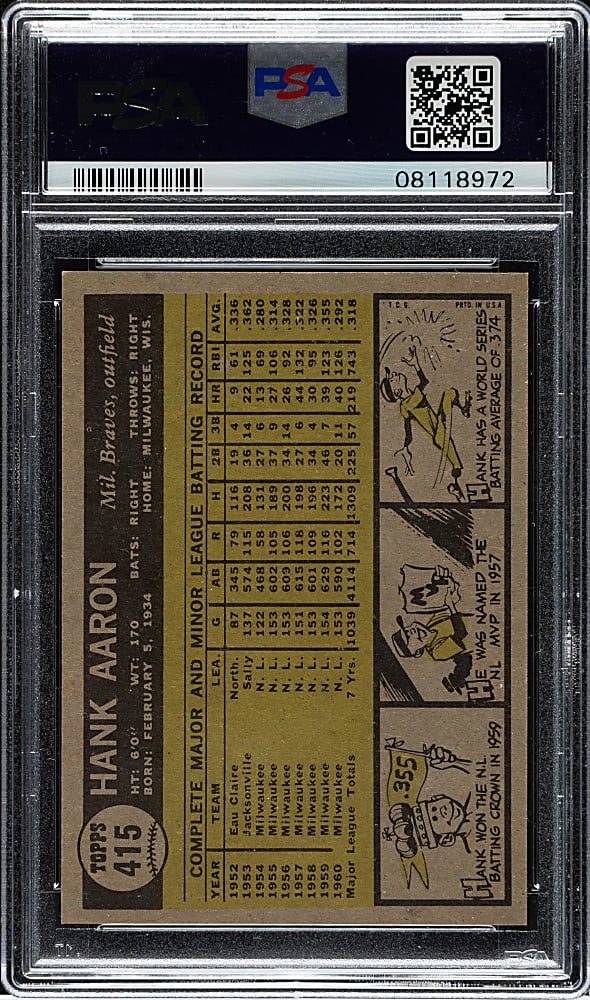 PSA
PSA
08118972
TOPPS
415
HANK AARON
Mil. Braves, outfield
HT: 6'0" WT: 170 BATS: RIGHT THROWS: RIGHT
BORN: FEBRUARY 5, 1934 HOME: MILWAUKEE, WIS.
COMPLETE MAJOR AND MINOR LEAGUE BATTING RECORD
YEAR TEAM LEA. G AB R H 2B 3B HR RBI AVG.
1952 Eau Claire North. 87 345 79 116 19 4 9 61 .336
1953 Jacksonville Sally 137 574 115 208 36 14 22 125 .362
1954 Milwaukee N. L. 122 468 58 131 27 6 13 69 .280
1955 Milwaukee N. L. 153 602 105 189 37 9 27 106 .314
1956 Milwaukee N. L. 153 609 106 200 34 14 26 92 .328
1957 Milwaukee N. L. 151 615 118 198 27 6 44 132 .322
1958 Milwaukee N. L. 153 601 109 196 34 4 30 95 .326
1959 Milwaukee N. L. 154 629 116 223 46 7 39 123 .355
1960 Milwaukee N. L. 153 590 102 172 20 11 40 126 .292
Major League Totals 7 Yrs. 1039 4114 714 1309 225 57 219 743 .318
.355
HANK WON THE N.L.
BATTING CROWN IN 1959
HE WAS NAMED THE
NL MVP IN 1957
T.C.G. PRTD. IN U.S.A
HANK HAS A WORLD SERIES
BATTING AVERAGE OF .374
PSA